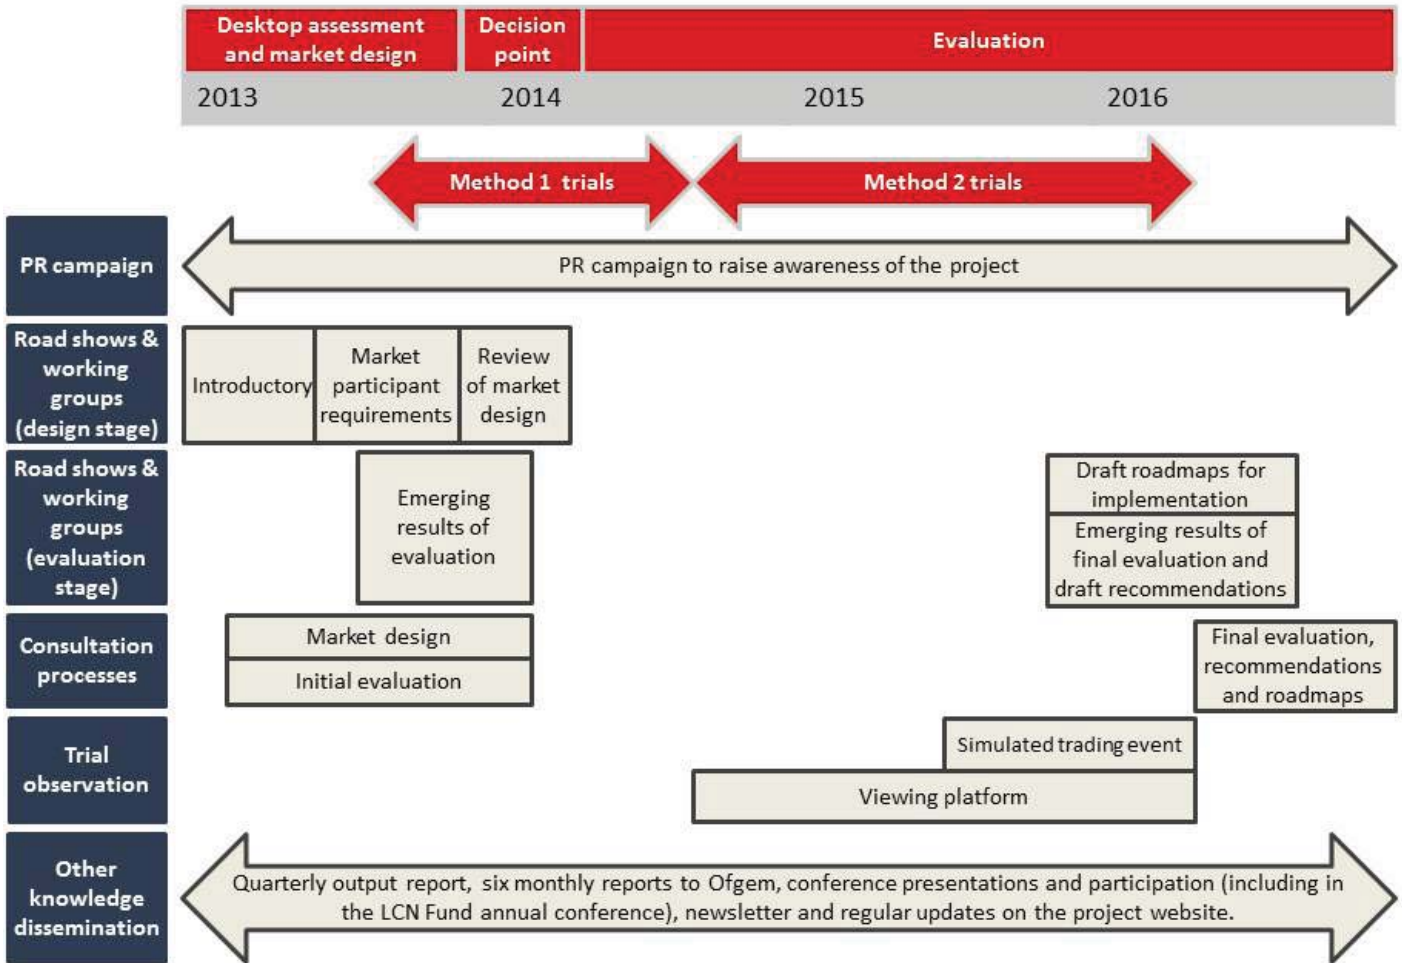 Desktop assessment
and market design
Decision
point
Evaluation
2013
2014
2015
2016
Method 1 trials
Method 2 trials
PR campaign
PR campaign to raise awareness of the project
Road shows &
working
groups
(design stage)
Introductory
Market
participant
requirements
Review
of market
design
Road shows &
working
groups
(evaluation
stage)
Emerging
results of
evaluation
Draft roadmaps for
implementation
Emerging results of
final evaluation and
draft recommendations
Consultation
processes
Market design
Initial evaluation
Final evaluation,
recommendations
and roadmaps
Trial
observation
Simulated trading event
Viewing platform
Other
knowledge
dissemination
Quarterly output report, six monthly reports to Ofgem, conference presentations and participation (including in
the LCN Fund annual conference), newsletter and regular updates on the project website.